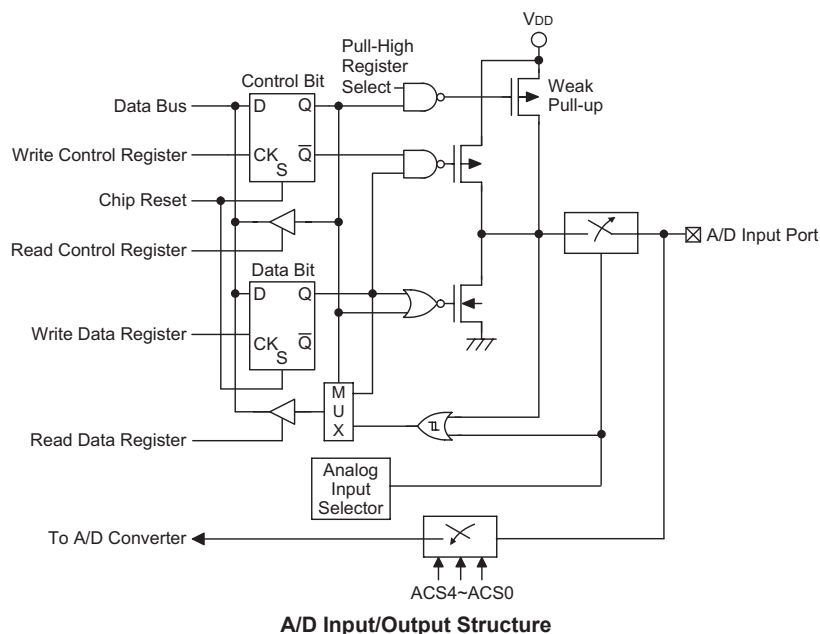 VDD
Pull-High
Register
Select
Weak
Pull-up
Control Bit
Data Bus
D
Q
Write Control Register
CK
Q̅
S
Chip Reset
Read Control Register
Data Bit
D
Q
Write Data Register
CK
Q̅
S
A/D Input Port
M
U
X
Read Data Register
Analog
Input
Selector
To A/D Converter
ACS4~ACS0
A/D Input/Output Structure